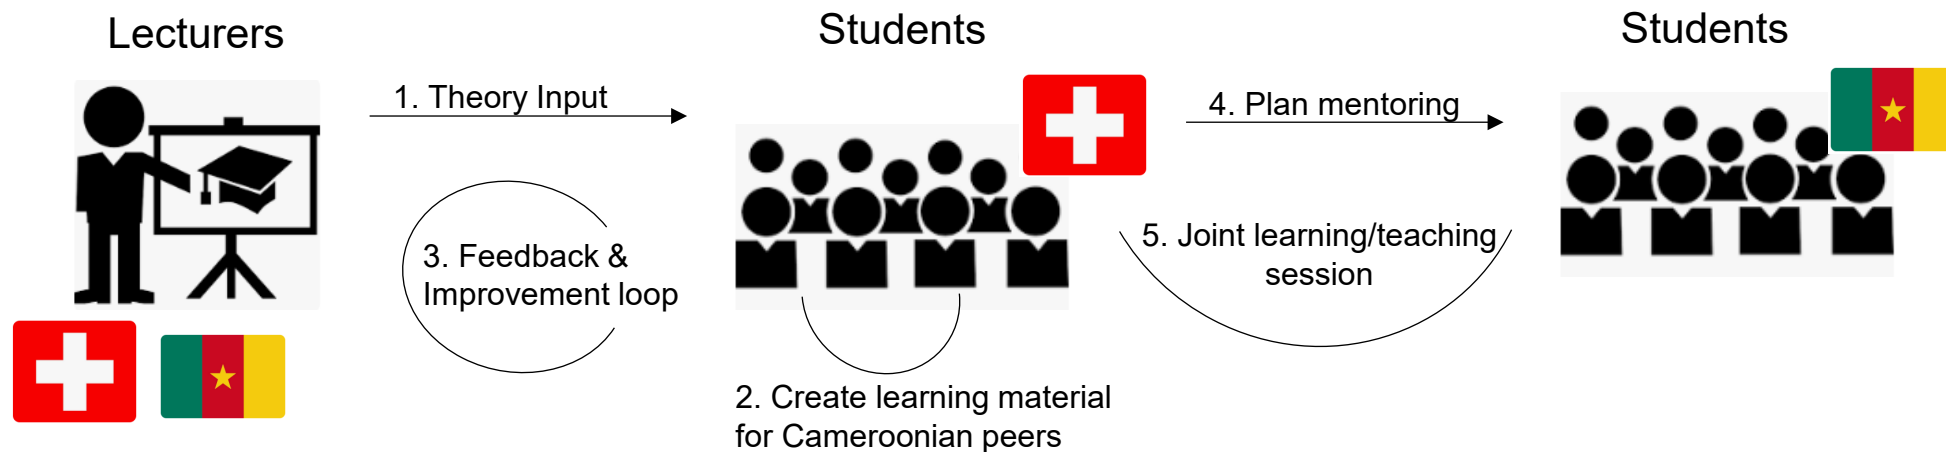 Lecturers
Students
Students
1. Theory Input
4. Plan mentoring
3. Feedback &
Improvement loop
5. Joint learning/teaching
session
2. Create learning material
for Cameroonian peers